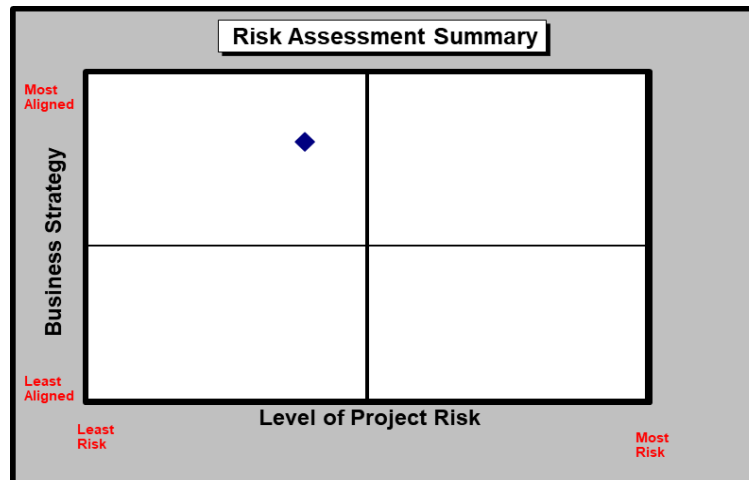 Risk Assessment Summary
Most
Aligned
Business Strategy
Least
Aligned
Level of Project Risk
Least
Risk
Most
Risk